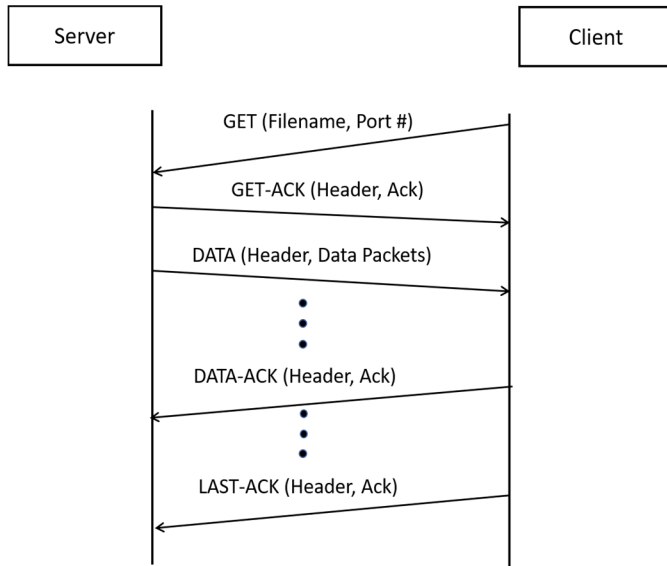 Server
Client
GET (Filename, Port #)
GET-ACK (Header, Ack)
DATA (Header, Data Packets)
DATA-ACK (Header, Ack)
LAST-ACK (Header, Ack)